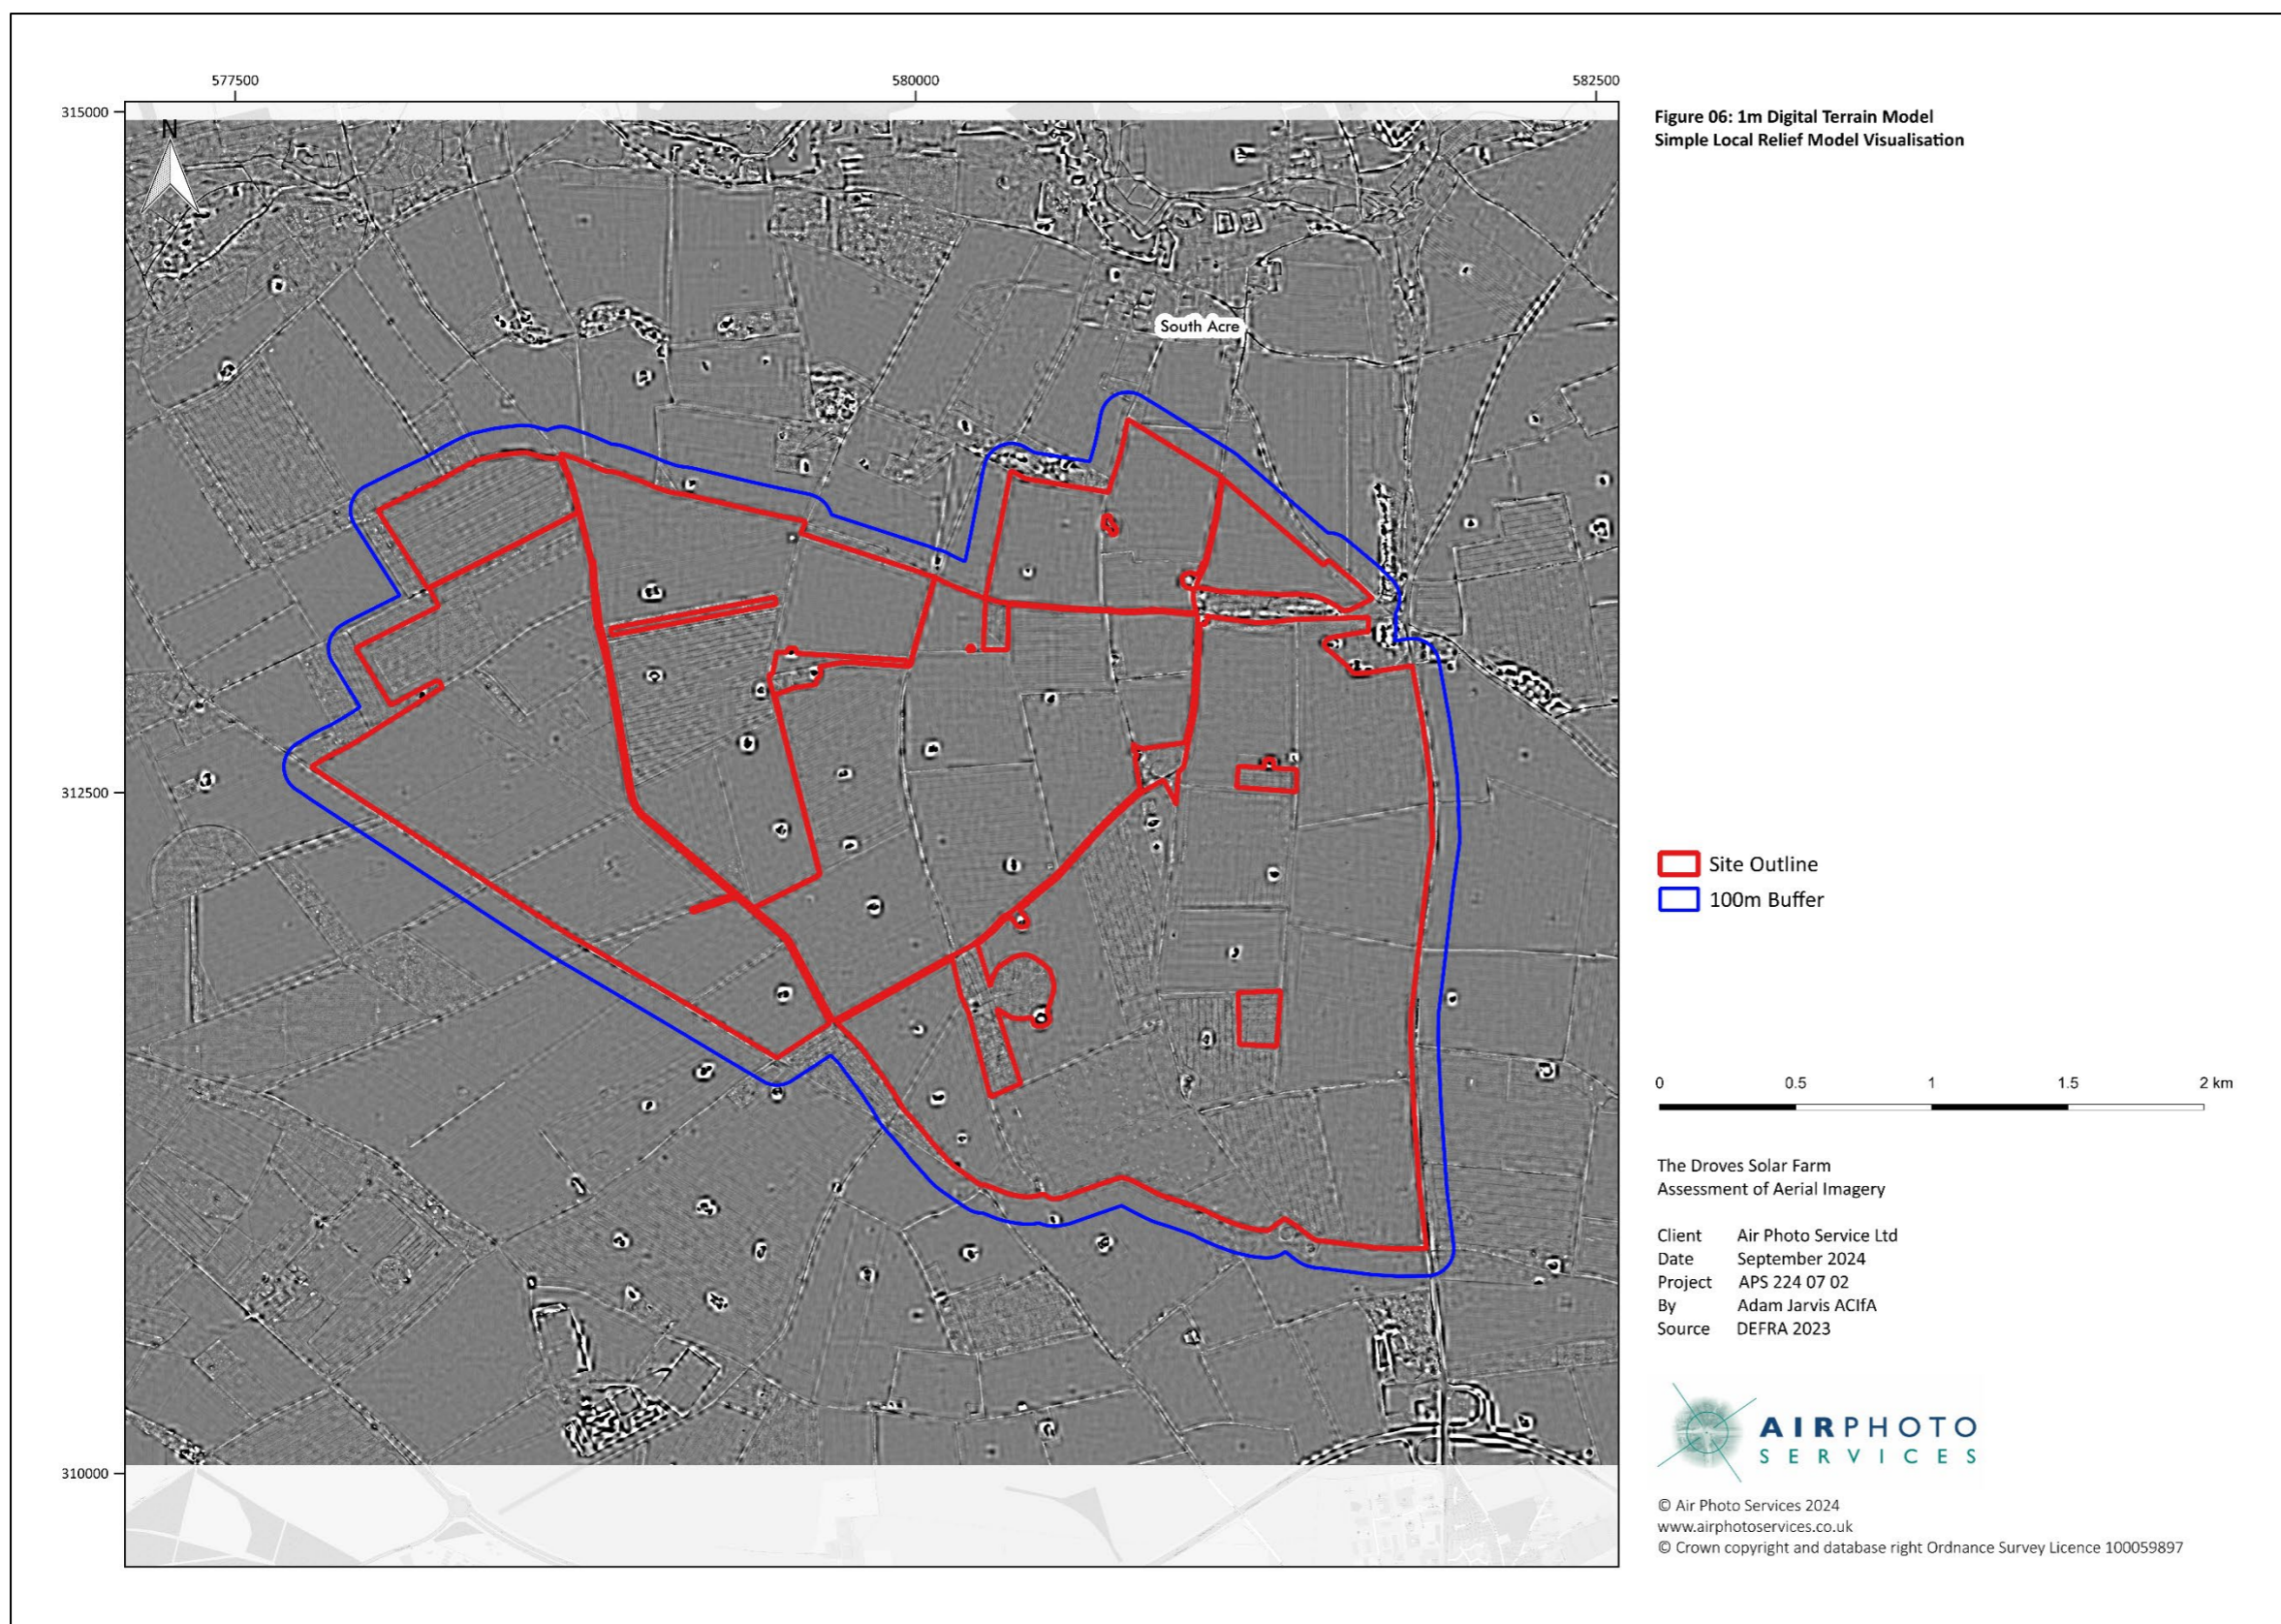 577500 580000 582500
315000
Figure 06: 1m Digital Terrain Model
Simple Local Relief Model Visualisation
N
South Acre
312500
Site Outline
100m Buffer
0 0.5 1 1.5 2 km
The Droves Solar Farm
Assessment of Aerial Imagery
Client Air Photo Service Ltd
Date September 2024
Project APS 224 07 02
By Adam Jarvis ACIfA
Source DEFRA 2023
310000
AIRPHOTO
SERVICES
© Air Photo Services 2024
www.airphotoservices.co.uk
© Crown copyright and database right Ordnance Survey Licence 100059897